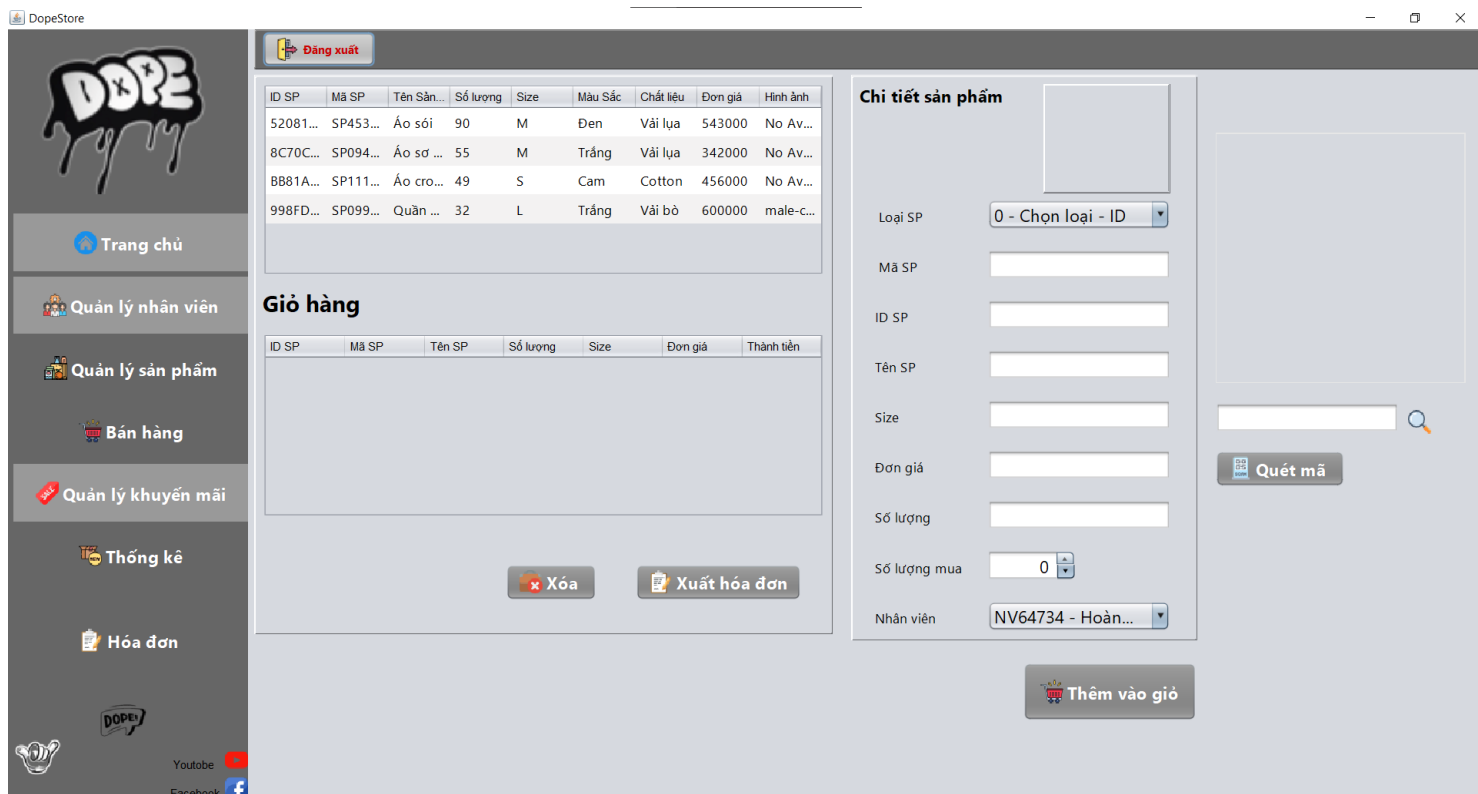 DopeStore
DOPE
Trang chủ
Quản lý nhân viên
Quản lý sản phẩm
Bán hàng
Quản lý khuyến mãi
Thống kê
Hóa đơn
DOPE
Youtobe
Facebook
Đăng xuất
ID SP Mã SP Tên Sản... Số lượng Size Màu Sắc Chất liệu Đơn giá Hình ảnh
52081... SP453... Áo sói 90 M Đen Vải lụa 543000 No Av...
8C70C... SP094... Áo sơ ... 55 M Trắng Vải lụa 342000 No Av...
BB81A... SP111... Áo cro... 49 S Cam Cotton 456000 No Av...
998FD... SP099... Quần ... 32 L Trắng Vải bò 600000 male-c...
Giỏ hàng
ID SP Mã SP Tên SP Số lượng Size Đơn giá Thành tiền
Xóa
Xuất hóa đơn
Chi tiết sản phẩm
Loại SP 0 - Chọn loại - ID
Mã SP
ID SP
Tên SP
Size
Đơn giá
Số lượng
Số lượng mua 0
Nhân viên NV64734 - Hoàn...
Thêm vào giỏ
Quét mã